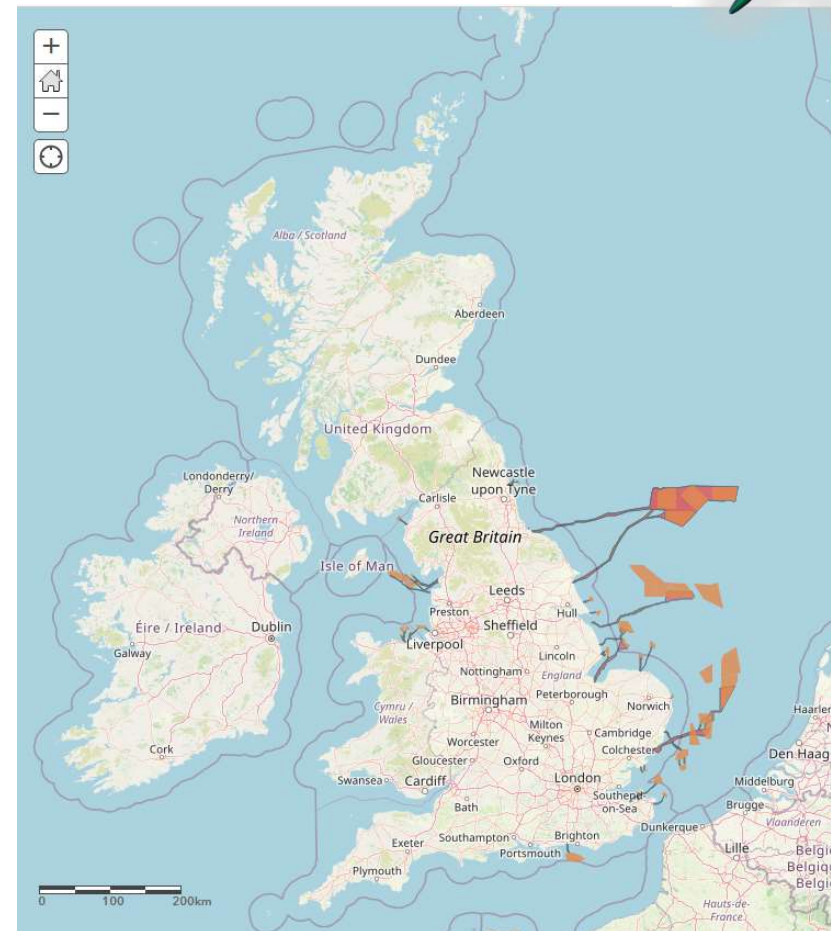 +
−
Alba / Scotland
Aberdeen
Dundee
United Kingdom
Londonderry/
Derry
Newcastle
upon Tyne
Carlisle
Northern
Ireland
Great Britain
Isle of Man
Leeds
Preston
Hull
Éire / Ireland
Dublin
Sheffield
Liverpool
Galway
Lincoln
Nottingham
England
Peterborough
Norwich
Birmingham
Cymru /
Wales
Haarle
Milton
Keynes
Cambridge
Worcester
Colchester
Cork
Gloucester
Oxford
Den Haag
Swansea
Cardiff
London
Middelburg
Southend-
on-Sea
Bath
Brugge
Vlaanderen
Dunkerque
Southampton
Brighton
Exeter
Portsmouth
Lille
Plymouth
0 100 200km
Hauts-de-
France